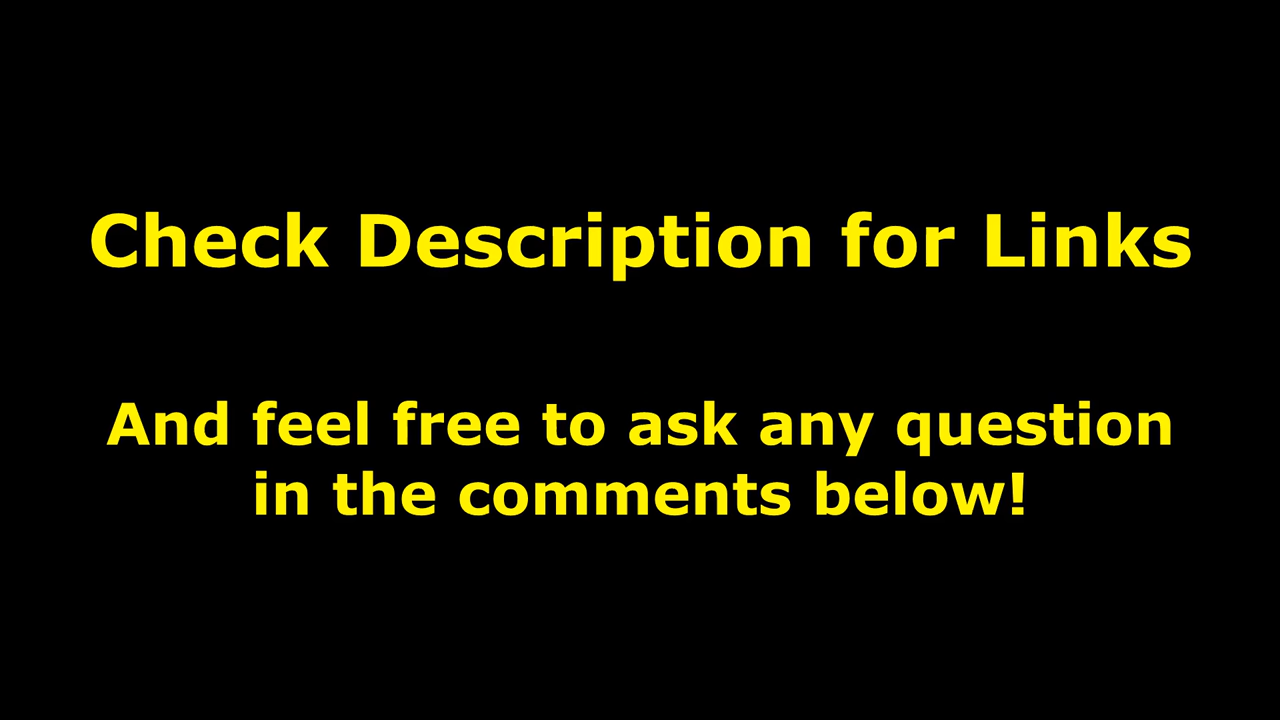 Check Description for Links
And feel free to ask any question
in the comments below!